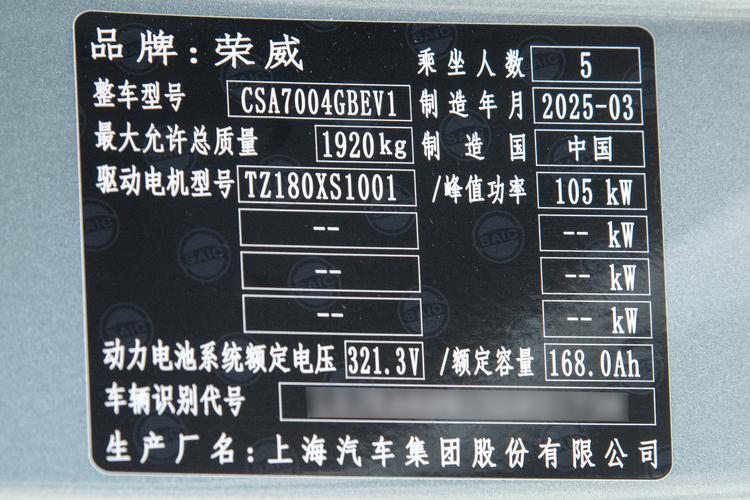 品牌：荣威 乘坐人数 5
整车型号 CSA7004GBEV1 制造年月 2025-03
最大允许总质量 1920kg 制造国 中国
驱动电机型号 TZ180XS1001 /峰值功率 105 kW
-- -- kW
-- -- kW
-- -- kW
动力电池系统额定电压 321.3V /额定容量 168.0Ah
车辆识别代号
生产厂名：上海汽车集团股份有限公司